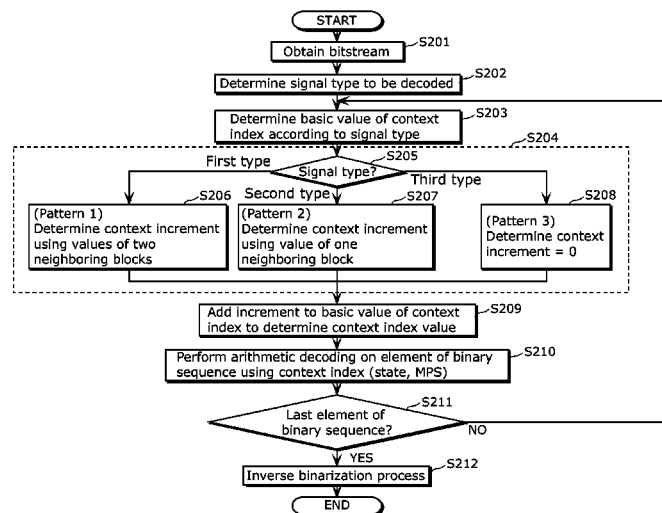 START
S201
Obtain bitstream
S202
Determine signal type to be decoded
S203
Determine basic value of context
index according to signal type
S204
S205
Signal type?
First type
Second type
Third type
S206
(Pattern 1)
Determine context increment
using values of two
neighboring blocks
S207
(Pattern 2)
Determine context increment
using value of one
neighboring block
S208
(Pattern 3)
Determine context
increment = 0
S209
Add increment to basic value of context
index to determine context index value
S210
Perform arithmetic decoding on element of binary
sequence using context index (state, MPS)
S211
Last element of
binary sequence?
NO
YES
S212
Inverse binarization process
END